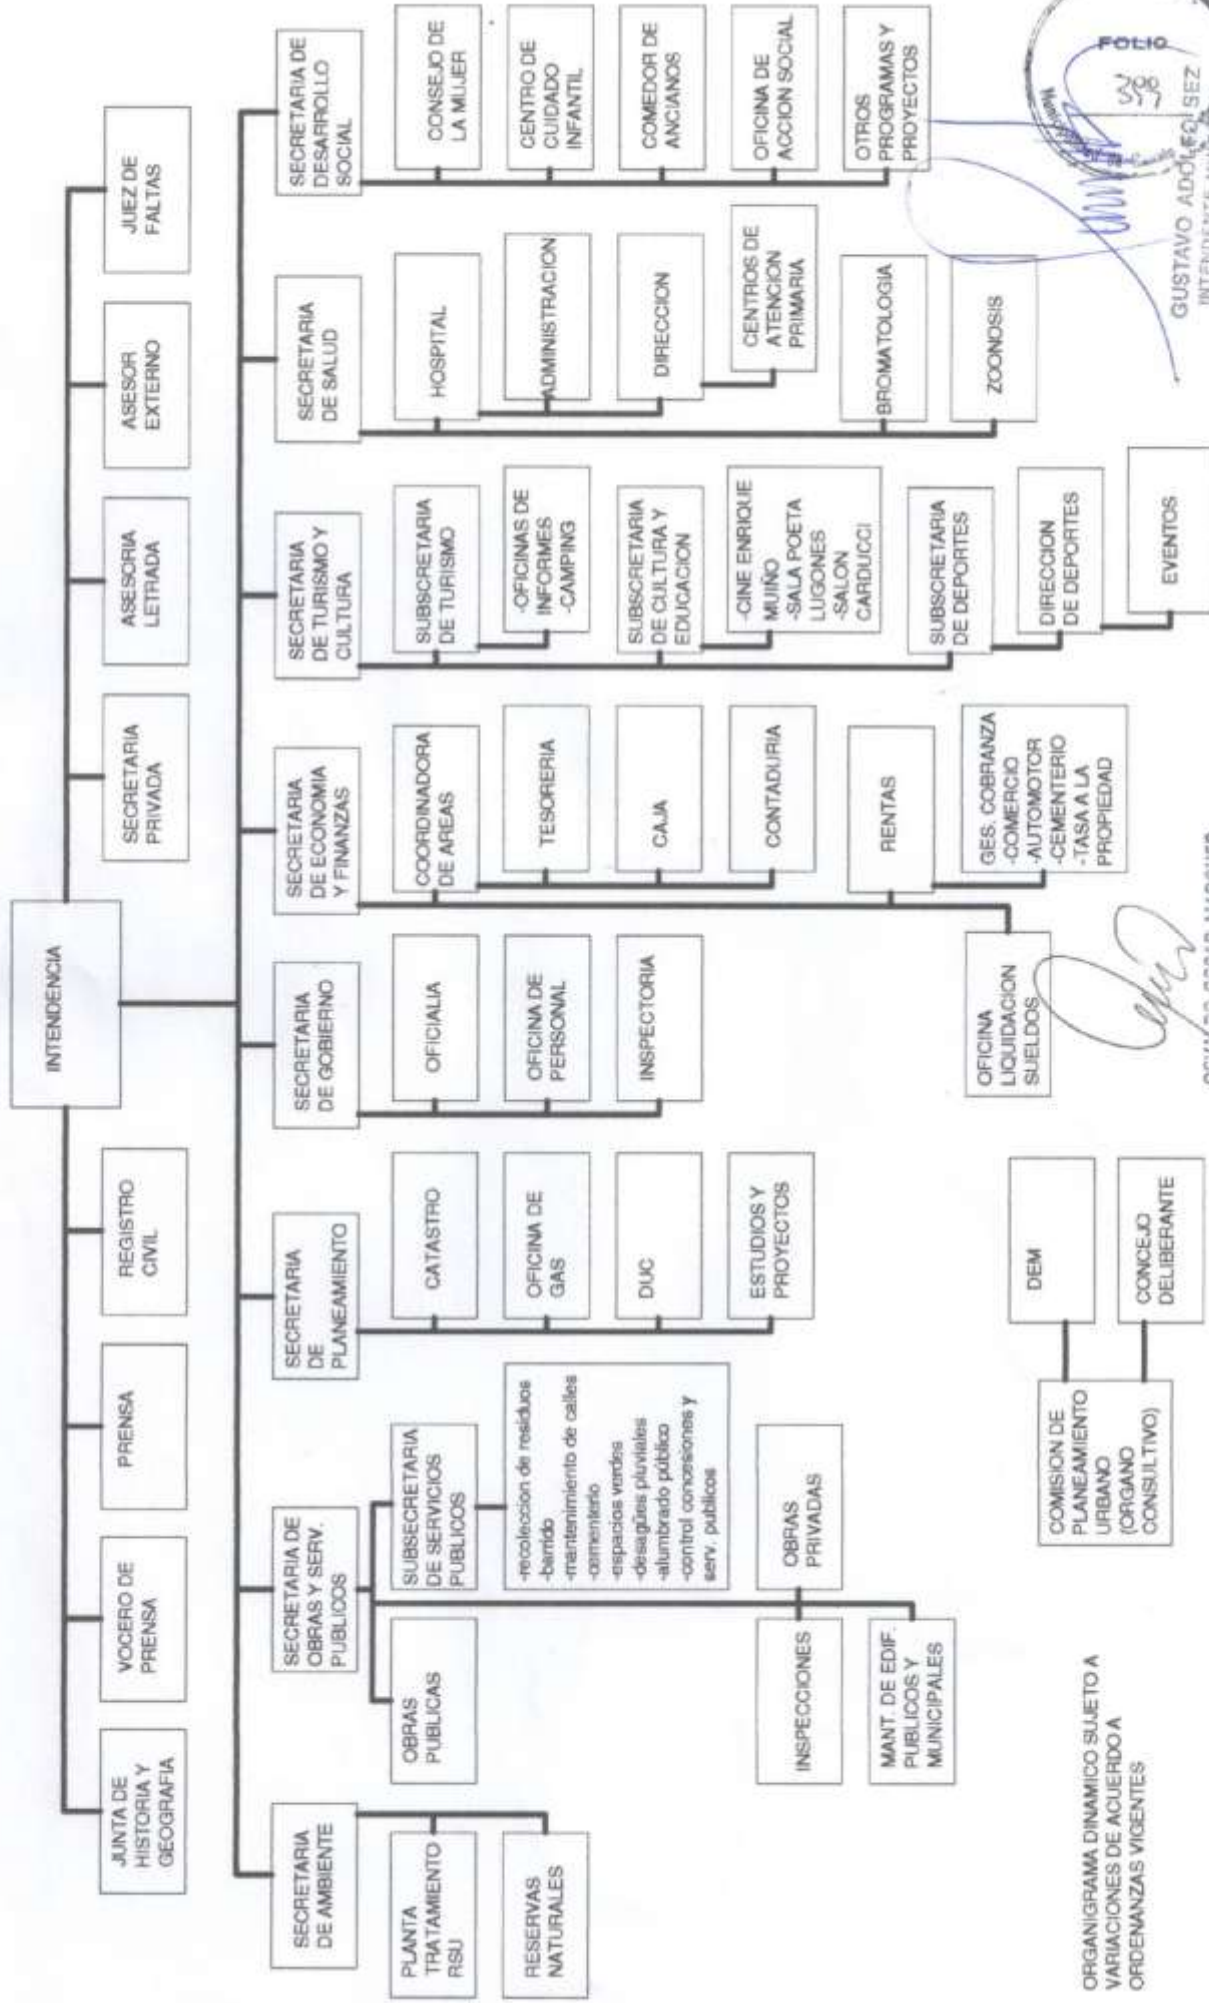 INTENDENCIA
JUNTA DE
HISTORIA Y
GEOGRAFIA
VOCERO DE
PRENSA
PRENSA
REGISTRO
CIVIL
SECRETARIA
PRIVADA
ASESORIA
LETRADA
ASESOR
EXTERNO
JUEZ DE
FALTAS
SECRETARIA
DE AMBIENTE
PLANTA
TRATAMIENTO
RSU
RESERVAS
NATURALES
SECRETARIA DE
OBRAS Y SERV.
PUBLICOS
OBRAS
PUBLICAS
SUBSECRETARIA
DE SERVICIOS
PUBLICOS
-recoleccion de residuos
-barrido
-mantenimiento de calles
-cementerio
-espacios verdes
-desagües pluviales
-alumbrado público
-control concesiones y
serv. publicos
INSPECCIONES
OBRAS
PRIVADAS
MANT. DE EDIF.
PUBLICOS Y
MUNICIPALES
SECRETARIA
DE
PLANEAMIENTO
CATASTRO
OFICINA DE
GAS
DUC
ESTUDIOS Y
PROYECTOS
SECRETARIA
DE GOBIERNO
OFICIALIA
OFICINA DE
PERSONAL
INSPECTORIA
SECRETARIA
DE ECONOMIA
Y FINANZAS
COORDINADORA
DE AREAS
TESORERIA
CAJA
CONTADURIA
RENTAS
GES. COBRANZA
-COMERCIO
-AUTOMOTOR
-CEMENTERIO
-TASA A LA
PROPIEDAD
OFICINA
LIQUIDACION
SUELDOS
SECRETARIA
DE TURISMO Y
CULTURA
SUBSCRETARIA
DE TURISMO
-OFICINAS DE
INFORMES
-CAMPING
SUBSCRETARIA
DE CULTURA Y
EDUCACION
-CINE ENRIQUE
MUIÑO
-SALA POETA
LUGONES
-SALON
CARDUCCI
SUBSCRETARIA
DE DEPORTES
DIRECCION
DE DEPORTES
EVENTOS
SECRETARIA
DE SALUD
HOSPITAL
ADMINISTRACION
DIRECCION
CENTROS DE
ATENCION
PRIMARIA
BROMATOLOGIA
ZOONOSIS
SECRETARIA DE
DESARROLLO
SOCIAL
CONSEJO DE
LA MUJER
CENTRO DE
CUIDADO
INFANTIL
COMEDOR DE
ANCIANOS
OFICINA DE
ACCION SOCIAL
OTROS
PROGRAMAS Y
PROYECTOS
COMISION DE
PLANEAMIENTO
URBANO
(ORGANO
CONSULTIVO)
DEM
CONCEJO
DELIBERANTE
ORGANIGRAMA DINAMICO SUJETO A
VARIACIONES DE ACUERDO A
ORDENANZAS VIGENTES
FOLIO
GUSTAVO ADOLFO SEZ
INTENDENTE